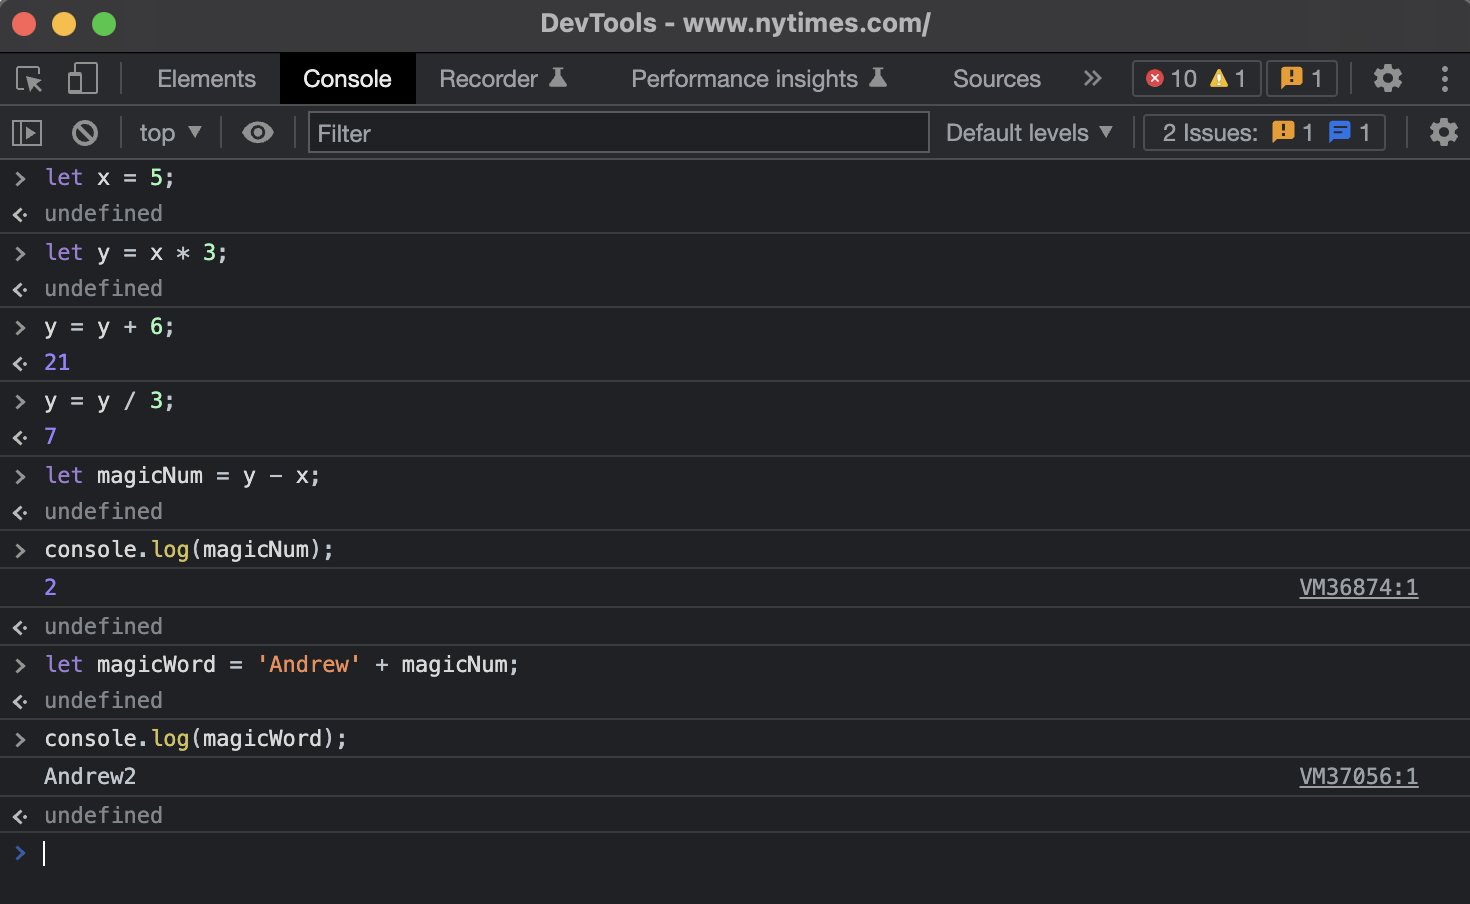 DevTools - www.nytimes.com/
Elements Console Recorder Performance insights Sources » 10 1 1
top ▼ Filter Default levels ▼ 2 Issues: 1 1
> let x = 5;
<· undefined
> let y = x * 3;
<· undefined
> y = y + 6;
<· 21
> y = y / 3;
<· 7
> let magicNum = y - x;
<· undefined
> console.log(magicNum);
2 VM36874:1
<· undefined
> let magicWord = 'Andrew' + magicNum;
<· undefined
> console.log(magicWord);
Andrew2 VM37056:1
<· undefined
>